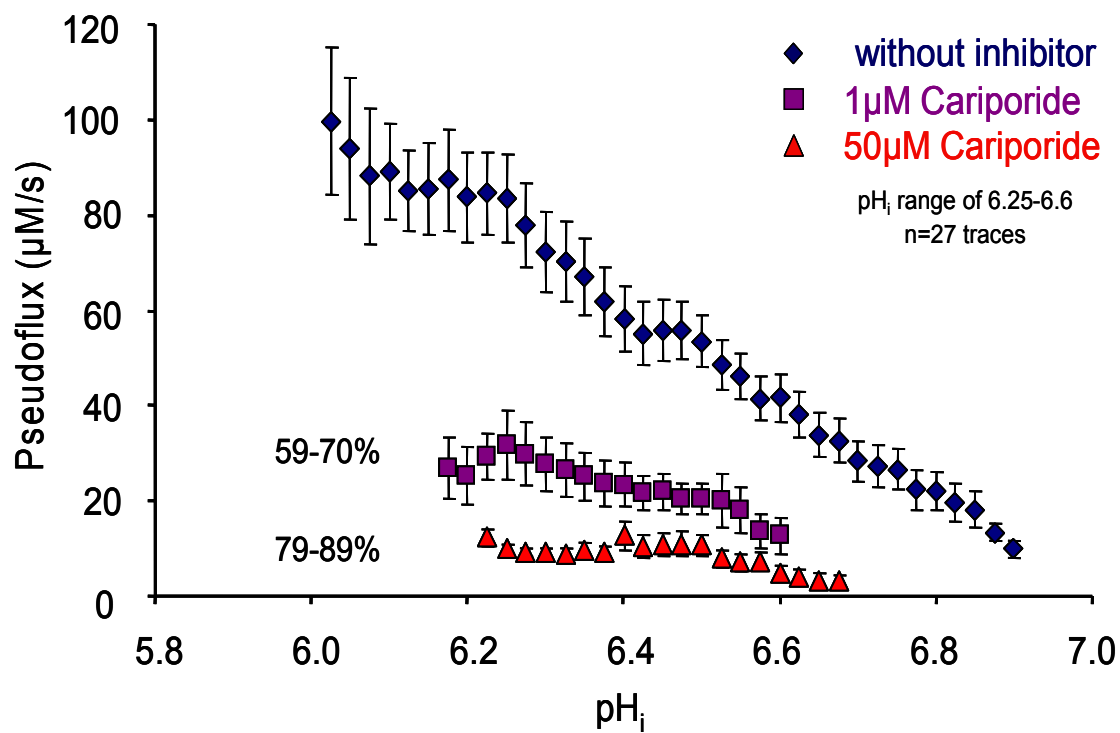 120
100
80
60
40
20
0
Pseudoflux (µM/s)
without inhibitor
1µM Cariporide
50µM Cariporide
pHi range of 6.25-6.6
n=27 traces
59-70%
79-89%
5.8 6.0 6.2 6.4 6.6 6.8 7.0
pHi